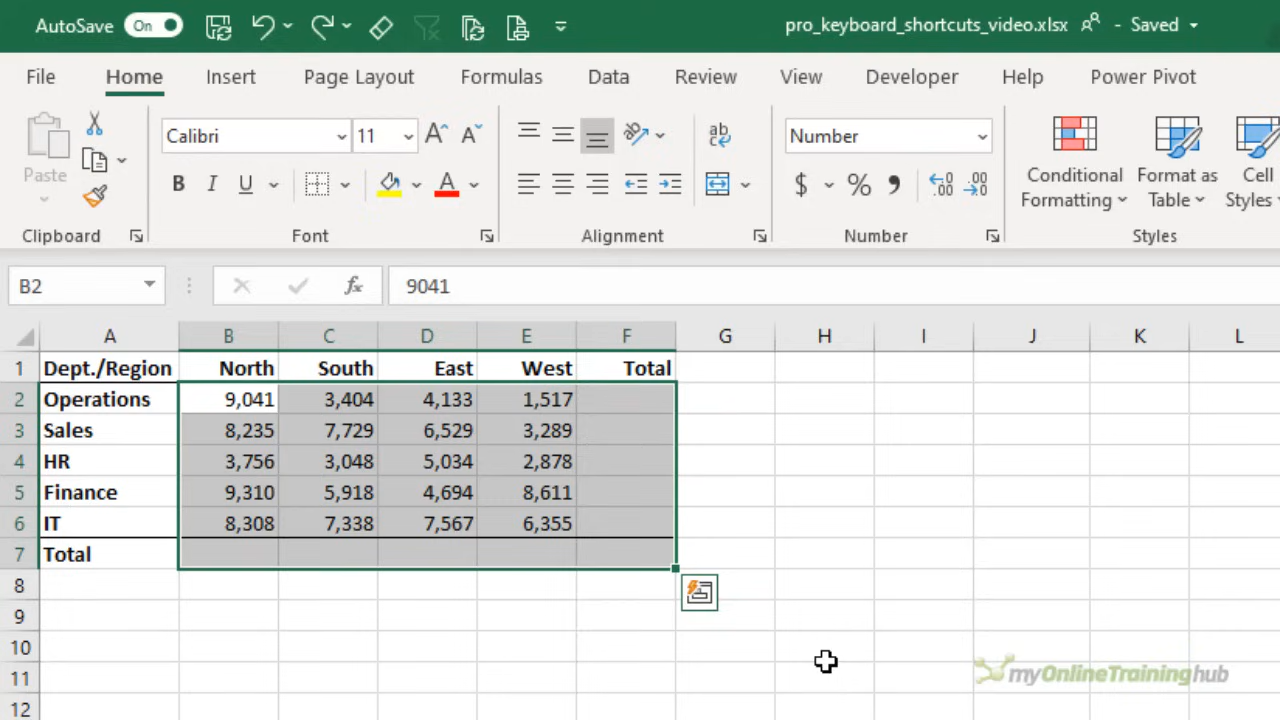 AutoSave On pro_keyboard_shortcuts_video.xlsx - Saved
File Home Insert Page Layout Formulas Data Review View Developer Help Power Pivot
Paste Calibri 11 A A ab c Number Conditional Formatting Format as Table Cell Styles
B I U A $ % , .00 .00
Clipboard Font Alignment Number Styles
B2 fx 9041
A B C D E F G H I J K L
1 Dept./Region North South East West Total
2 Operations 9,041 3,404 4,133 1,517
3 Sales 8,235 7,729 6,529 3,289
4 HR 3,756 3,048 5,034 2,878
5 Finance 9,310 5,918 4,694 8,611
6 IT 8,308 7,338 7,567 6,355
7 Total
8
9
10
11 myOnlineTraininghub
12